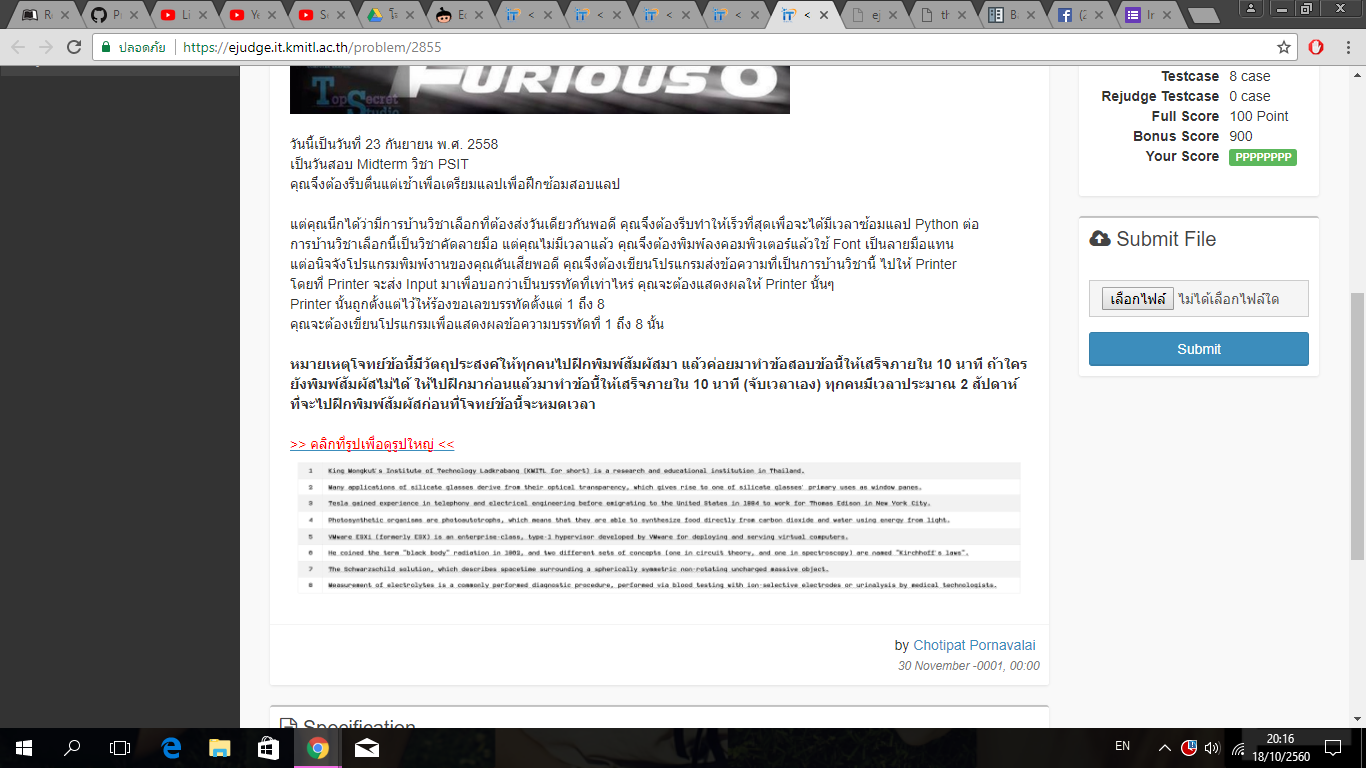 ปลอดภัย https://ejudge.it.kmitl.ac.th/problem/2855
FURIOUS 8
TopSecret
Studio
วันนี้เป็นวันที่ 23 กันยายน พ.ศ. 2558
เป็นวันสอบ Midterm วิชา PSIT
คุณจึงต้องรีบตื่นแต่เช้าเพื่อเตรียมแลปเพื่อฝึกซ้อมสอบแลป
แต่คุณนึกได้ว่ามีการบ้านวิชาเลือกที่ต้องส่งวันเดียวกันพอดี คุณจึงต้องรีบทำให้เร็วที่สุดเพื่อจะได้มีเวลาซ้อมแลป Python ต่อ
การบ้านวิชาเลือกนี้เป็นวิชาคัดลายมือ แต่คุณไม่มีเวลาแล้ว คุณจึงต้องพิมพ์ลงคอมพิวเตอร์แล้วใช้ Font เป็นลายมือแทน
แต่อนิจจังโปรแกรมพิมพ์งานของคุณดันเสียพอดี คุณจึงต้องเขียนโปรแกรมส่งข้อความที่เป็นการบ้านวิชานี้ ไปให้ Printer
โดยที่ Printer จะส่ง Input มาเพื่อบอกว่าเป็นบรรทัดที่เท่าไหร่ คุณจะต้องแสดงผลให้ Printer นั้นๆ
Printer นั้นถูกตั้งแต่ไว้ให้ร้องขอเลขบรรทัดตั้งแต่ 1 ถึง 8
คุณจะต้องเขียนโปรแกรมเพื่อแสดงผลข้อความบรรทัดที่ 1 ถึง 8 นั้น
หมายเหตุโจทย์ข้อนี้มีวัตถุประสงค์ให้ทุกคนไปฝึกพิมพ์สัมผัสมา แล้วค่อยมาทำข้อสอบข้อนี้ให้เสร็จภายใน 10 นาที ถ้าใคร
ยังพิมพ์สัมผัสไม่ได้ ให้ไปฝึกมาก่อนแล้วมาทำข้อนี้ให้เสร็จภายใน 10 นาที (จับเวลาเอง) ทุกคนมีเวลาประมาณ 2 สัปดาห์
ที่จะไปฝึกพิมพ์สัมผัสก่อนที่โจทย์ข้อนี้จะหมดเวลา
>> คลิกที่รูปเพื่อดูรูปใหญ่ <<
1 King Mongkut's Institute of Technology Ladkrabang (KMITL for short) is a research and educational institution in Thailand.
2 Many applications of silicate glasses derive from their optical transparency, which gives rise to one of silicate glasses' primary uses as window panes.
3 Tesla gained experience in telephony and electrical engineering before emigrating to the United States in 1884 to work for Thomas Edison in New York City.
4 Photosynthetic organisms are photoautotrophs, which means that they are able to synthesize food directly from carbon dioxide and water using energy from light.
5 VMware ESXi (formerly ESX) is an enterprise-class, type-1 hypervisor developed by VMware for deploying and serving virtual computers.
6 He coined the term "black body" radiation in 1862, and two different sets of concepts (one in circuit theory, and one in spectroscopy) are named "Kirchhoff's laws".
7 The Schwarzschild solution, which describes spacetime surrounding a spherically symmetric non-rotating uncharged massive object.
8 Measurement of electrolytes is a commonly performed diagnostic procedure, performed via blood testing with ion-selective electrodes or urinalysis by medical technologists.
by Chotipat Pornavalai
30 November -0001, 00:00
Specification
Testcase 8 case
Rejudge Testcase 0 case
Full Score 100 Point
Bonus Score 900
Your Score PPPPPPPP
Submit File
เลือกไฟล์ ไม่ได้เลือกไฟล์ใด
Submit
EN
20:16
18/10/2560